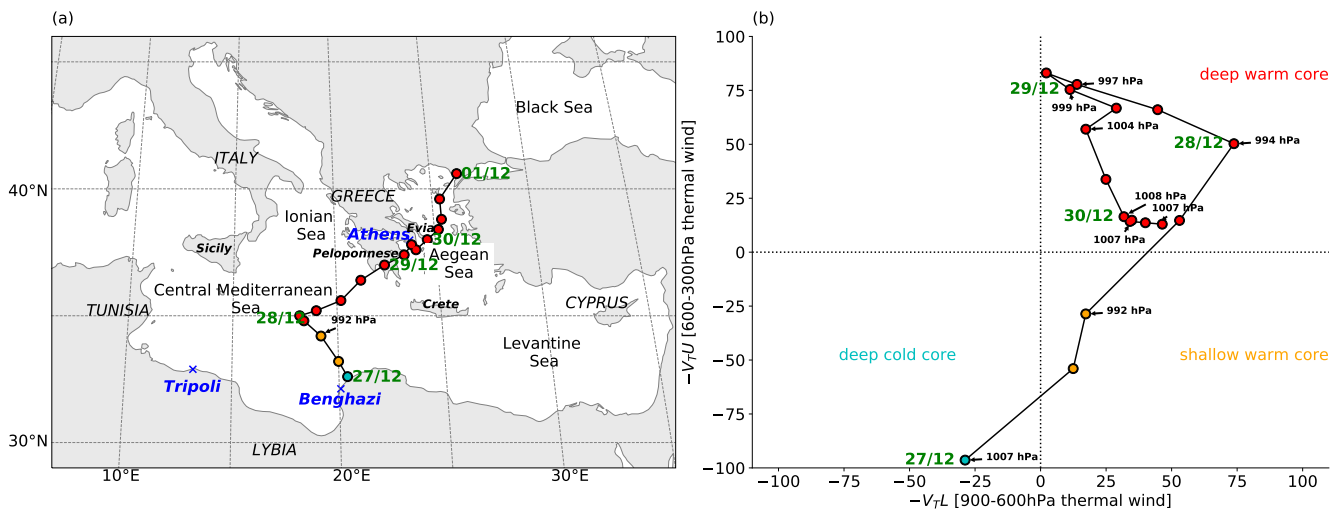 (a)
Black Sea
ITALY
01/12
40°N
GREECE
Ionian
Sea
Evia
Athens
30/12
Sicily
Peloponnese
Aegean
Sea
29/12
Central Mediterranean
Sea
TUNISIA
Crete
CYPRUS
28/12
992 hPa
Levantine
Sea
27/12
Tripoli
Benghazi
30°N
LYBIA
10°E
20°E
30°E
(b)
100
75
50
25
0
−25
−50
−75
−100
−V_T U [600-300hPa thermal wind]
997 hPa
deep warm core
29/12
999 hPa
1004 hPa
28/12
994 hPa
1008 hPa
1007 hPa
30/12
1007 hPa
992 hPa
deep cold core
shallow warm core
27/12
1007 hPa
−100
−75
−50
−25
0
25
50
75
100
−V_T L [900-600hPa thermal wind]